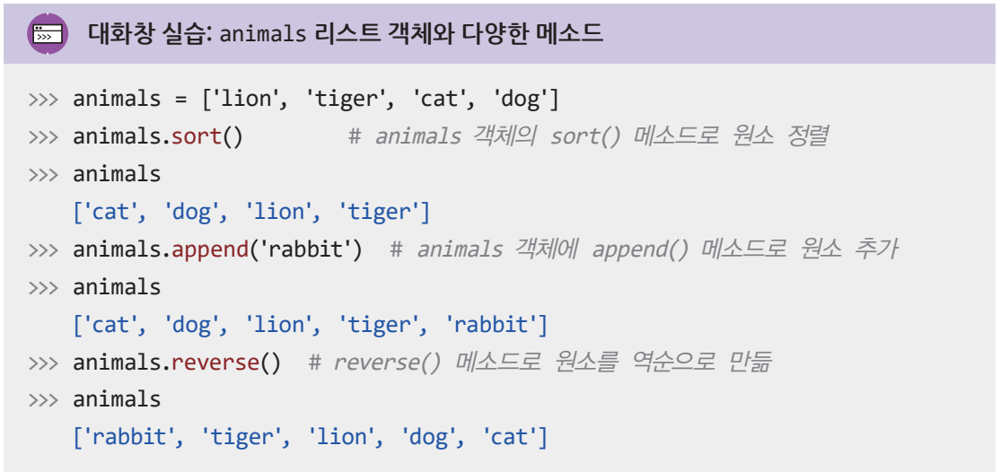 >>>
대화창 실습: animals 리스트 객체와 다양한 메소드
>>> animals = ['lion', 'tiger', 'cat', 'dog']
>>> animals.sort()          # animals 객체의 sort() 메소드로 원소 정렬
>>> animals
['cat', 'dog', 'lion', 'tiger']
>>> animals.append('rabbit')  # animals 객체에 append() 메소드로 원소 추가
>>> animals
['cat', 'dog', 'lion', 'tiger', 'rabbit']
>>> animals.reverse()  # reverse() 메소드로 원소를 역순으로 만듦
>>> animals
['rabbit', 'tiger', 'lion', 'dog', 'cat']